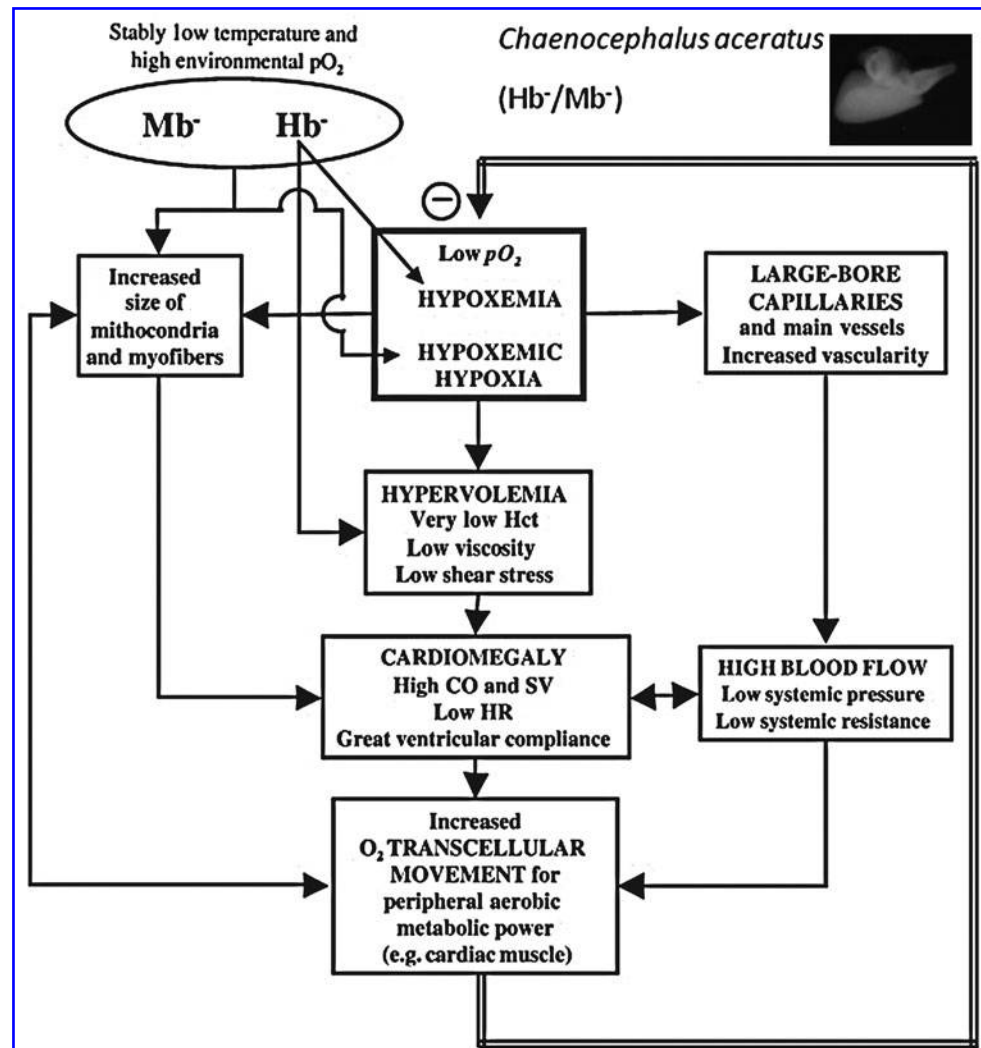 Stably low temperature and
high environmental pO₂
Mb⁻ Hb⁻
Chaenocephalus aceratus
(Hb⁻/Mb⁻)
−
Low pO₂
HYPOXEMIA
HYPOXEMIC
HYPOXIA
Increased
size of
mithocondria
and myofibers
LARGE-BORE
CAPILLARIES
and main vessels
Increased vascularity
HYPERVOLEMIA
Very low Hct
Low viscosity
Low shear stress
CARDIOMEGALY
High CO and SV
Low HR
Great ventricular compliance
HIGH BLOOD FLOW
Low systemic pressure
Low systemic resistance
Increased
O₂ TRANSCELLULAR
MOVEMENT for
peripheral aerobic
metabolic power
(e.g. cardiac muscle)